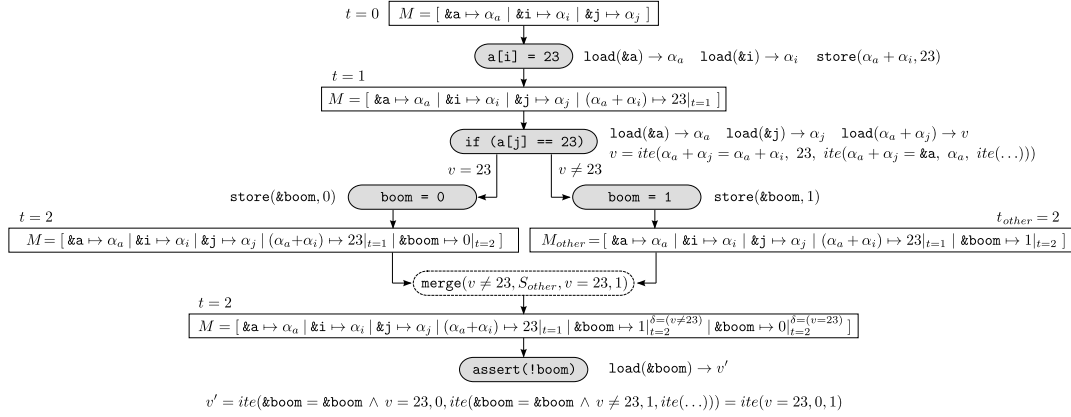 t = 0 M = [ &a ↦ α_a | &i ↦ α_i | &j ↦ α_j ]
a[i] = 23 load(&a) → α_a load(&i) → α_i store(α_a + α_i, 23)
t = 1
M = [ &a ↦ α_a | &i ↦ α_i | &j ↦ α_j | (α_a + α_i) ↦ 23|_{t=1} ]
if (a[j] == 23) load(&a) → α_a load(&j) → α_j load(α_a + α_j) → v
v = ite(α_a + α_j = α_a + α_i, 23, ite(α_a + α_j = &a, α_a, ite(...)))
v = 23 v ≠ 23
store(&boom, 0) boom = 0 boom = 1 store(&boom, 1)
t = 2 t_{other} = 2
M = [ &a ↦ α_a | &i ↦ α_i | &j ↦ α_j | (α_a+α_i) ↦ 23|_{t=1} | &boom ↦ 0|_{t=2} ] M_{other} = [ &a ↦ α_a | &i ↦ α_i | &j ↦ α_j | (α_a + α_i) ↦ 23|_{t=1} | &boom ↦ 1|_{t=2} ]
merge(v ≠ 23, S_{other}, v = 23, 1)
t = 2
M = [ &a ↦ α_a | &i ↦ α_i | &j ↦ α_j | (α_a+α_i) ↦ 23|_{t=1} | &boom ↦ 1|_{t=2}^{δ=(v≠23)} | &boom ↦ 0|_{t=2}^{δ=(v=23)} ]
assert(!boom) load(&boom) → v′
v′ = ite(&boom = &boom ∧ v = 23, 0, ite(&boom = &boom ∧ v ≠ 23, 1, ite(...))) = ite(v = 23, 0, 1)